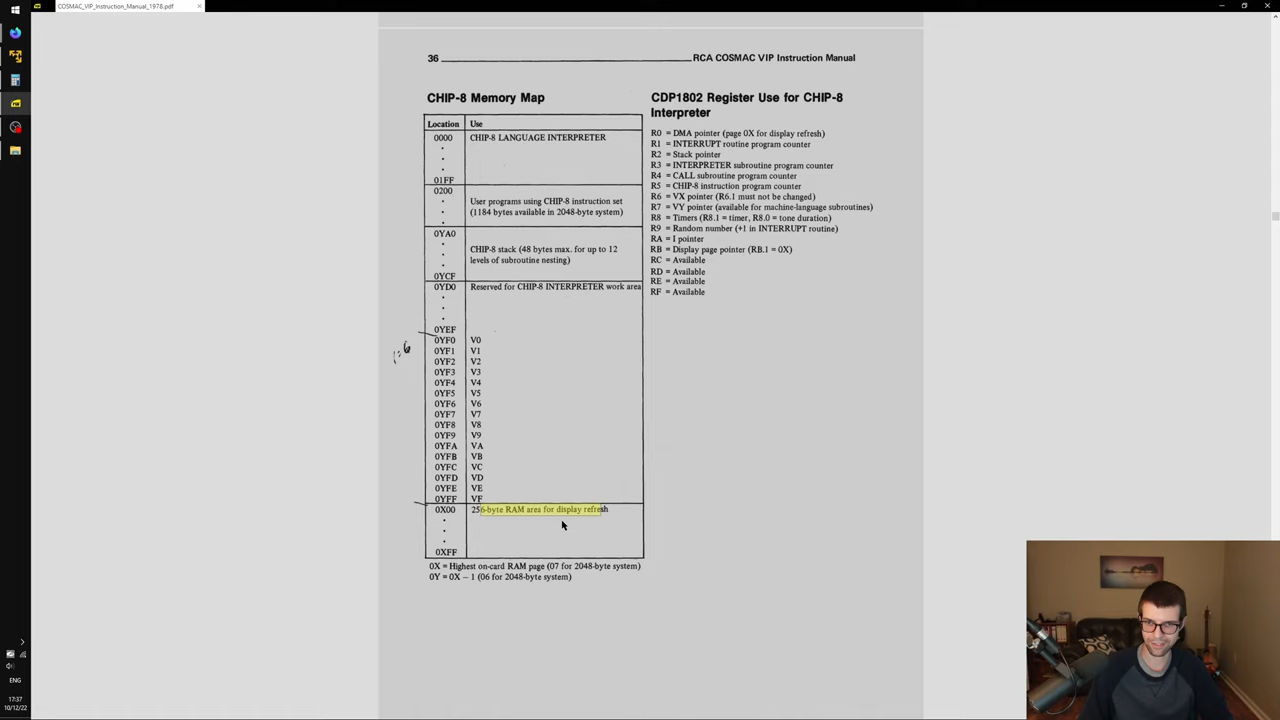 COSMAC_VIP_Instruction_Manual_1978.pdf
36
RCA COSMAC VIP Instruction Manual
CHIP-8 Memory Map
Location Use
0000 CHIP-8 LANGUAGE INTERPRETER
01FF
0200
User programs using CHIP-8 instruction set
(1184 bytes available in 2048-byte system)
0YA0
CHIP-8 stack (48 bytes max. for up to 12
levels of subroutine nesting)
0YCF
0YD0 Reserved for CHIP-8 INTERPRETER work area
0YEF
0YF0 V0
0YF1 V1
0YF2 V2
0YF3 V3
0YF4 V4
0YF5 V5
0YF6 V6
0YF7 V7
0YF8 V8
0YF9 V9
0YFA VA
0YFB VB
0YFC VC
0YFD VD
0YFE VE
0YFF VF
0X00 256-byte RAM area for display refresh
0XFF
0X = Highest on-card RAM page (07 for 2048-byte system)
0Y = 0X – 1 (06 for 2048-byte system)
CDP1802 Register Use for CHIP-8
Interpreter
R0 = DMA pointer (page 0X for display refresh)
R1 = INTERRUPT routine program counter
R2 = Stack pointer
R3 = INTERPRETER subroutine program counter
R4 = CALL subroutine program counter
R5 = CHIP-8 instruction program counter
R6 = VX pointer (R6.1 must not be changed)
R7 = VY pointer (available for machine-language subroutines)
R8 = Timers (R8.1 = timer, R8.0 = tone duration)
R9 = Random number (+1 in INTERRUPT routine)
RA = I pointer
RB = Display page pointer (RB.1 = 0X)
RC = Available
RD = Available
RE = Available
RF = Available
ENG
17:37
10/12/22